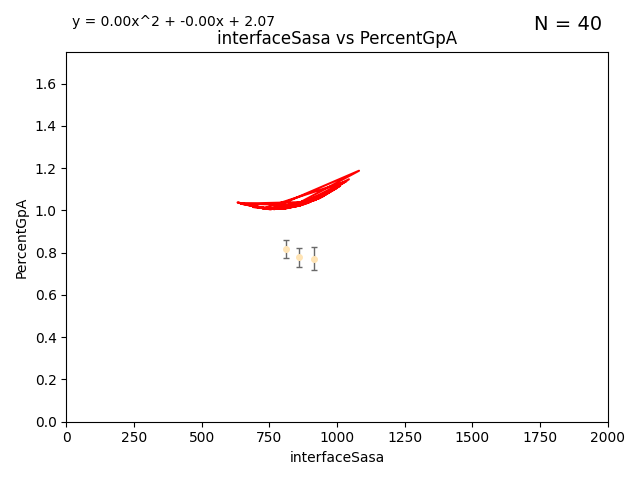 y = 0.00x^2 + -0.00x + 2.07
N = 40
interfaceSasa vs PercentGpA
PercentGpA
1.6
1.4
1.2
1.0
0.8
0.6
0.4
0.2
0.0
0 250 500 750 1000 1250 1500 1750 2000
interfaceSasa